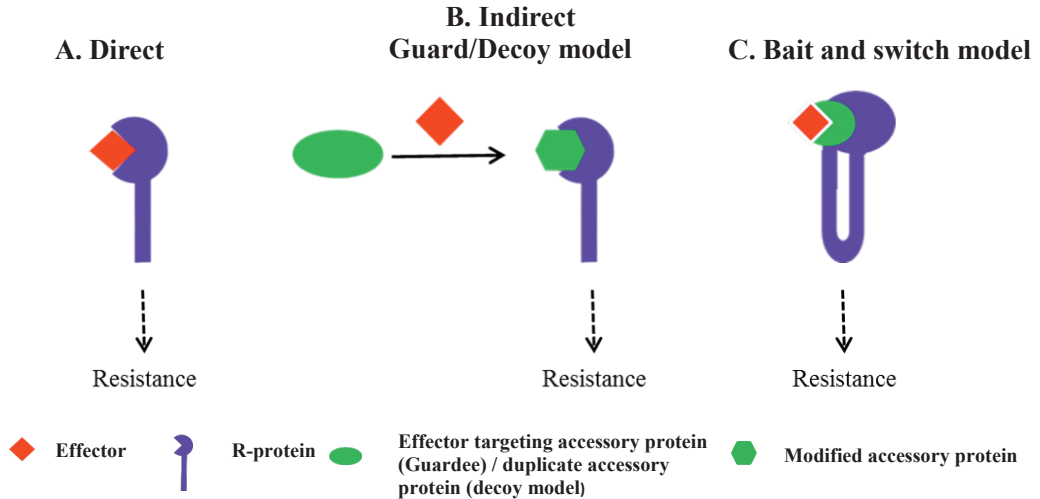 A. Direct
B. Indirect
Guard/Decoy model
C. Bait and switch model
Resistance
Resistance
Resistance
Effector
R-protein
Effector targeting accessory protein
(Guardee) / duplicate accessory
protein (decoy model)
Modified accessory protein